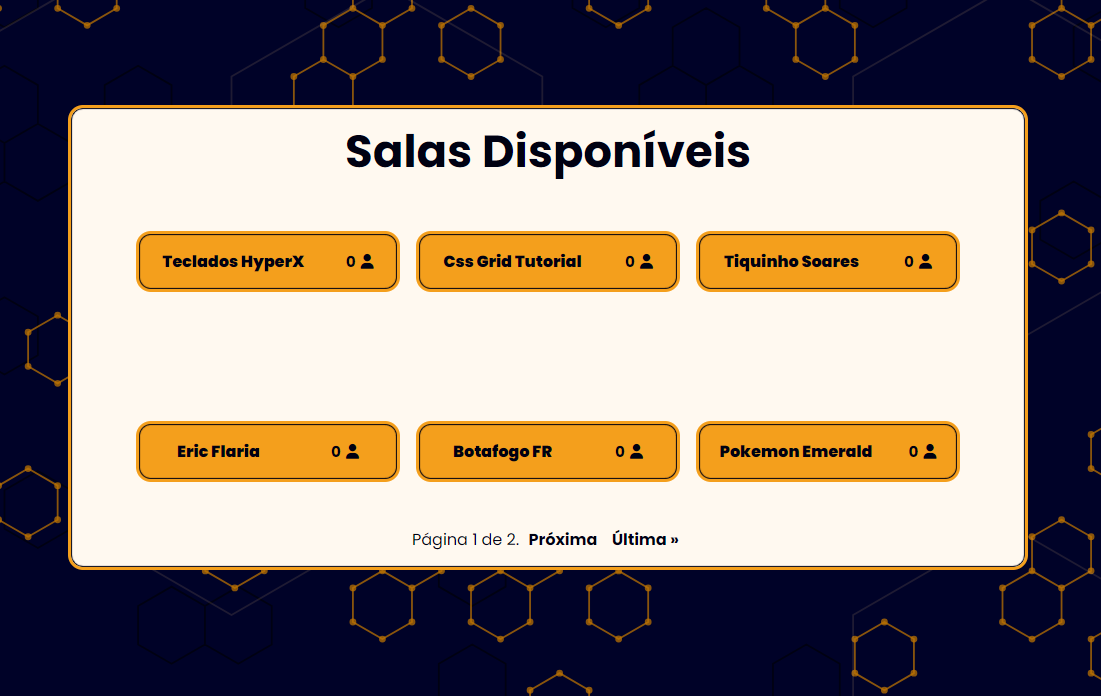 Salas Disponíveis
Teclados HyperX 0
Css Grid Tutorial 0
Tiquinho Soares 0
Eric Flaria 0
Botafogo FR 0
Pokemon Emerald 0
Página 1 de 2. Próxima Última »